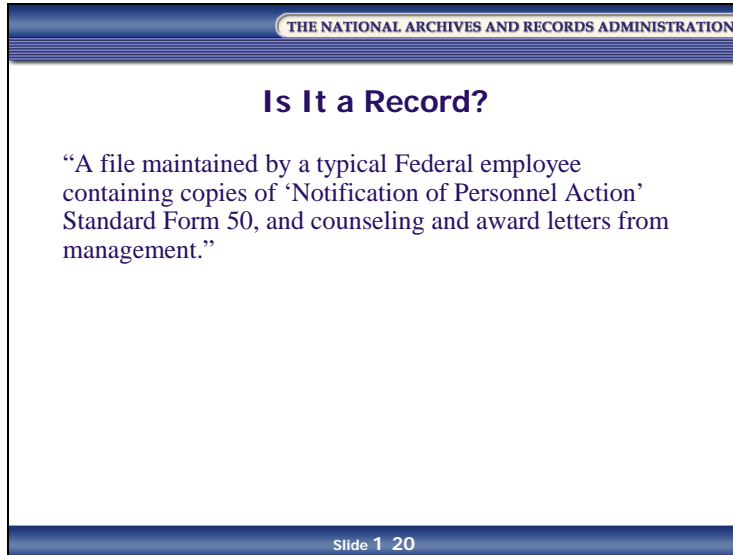 THE NATIONAL ARCHIVES AND RECORDS ADMINISTRATION
Is It a Record?
“A file maintained by a typical Federal employee
containing copies of ‘Notification of Personnel Action’
Standard Form 50, and counseling and award letters from
management.”
Slide 1 20